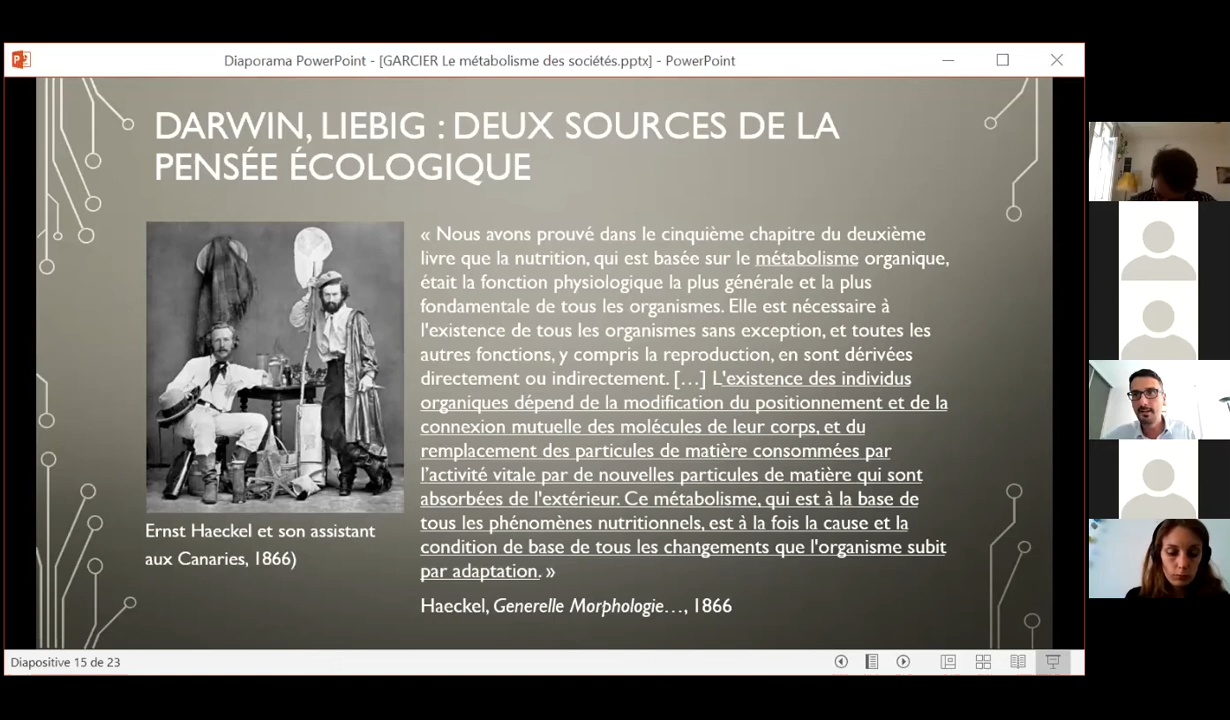 Diaporama PowerPoint - [GARCIER Le métabolisme des sociétés.pptx] - PowerPoint
DARWIN, LIEBIG : DEUX SOURCES DE LA
PENSÉE ÉCOLOGIQUE
« Nous avons prouvé dans le cinquième chapitre du deuxième
livre que la nutrition, qui est basée sur le métabolisme organique,
était la fonction physiologique la plus générale et la plus
fondamentale de tous les organismes. Elle est nécessaire à
l'existence de tous les organismes sans exception, et toutes les
autres fonctions, y compris la reproduction, en sont dérivées
directement ou indirectement. […] L'existence des individus
organiques dépend de la modification du positionnement et de la
connexion mutuelle des molécules de leur corps, et du
remplacement des particules de matière consommées par
l'activité vitale par de nouvelles particules de matière qui sont
absorbées de l'extérieur. Ce métabolisme, qui est à la base de
tous les phénomènes nutritionnels, est à la fois la cause et la
condition de base de tous les changements que l'organisme subit
par adaptation. »
Haeckel, Generelle Morphologie…, 1866
Ernst Haeckel et son assistant
aux Canaries, 1866)
Diapositive 15 de 23